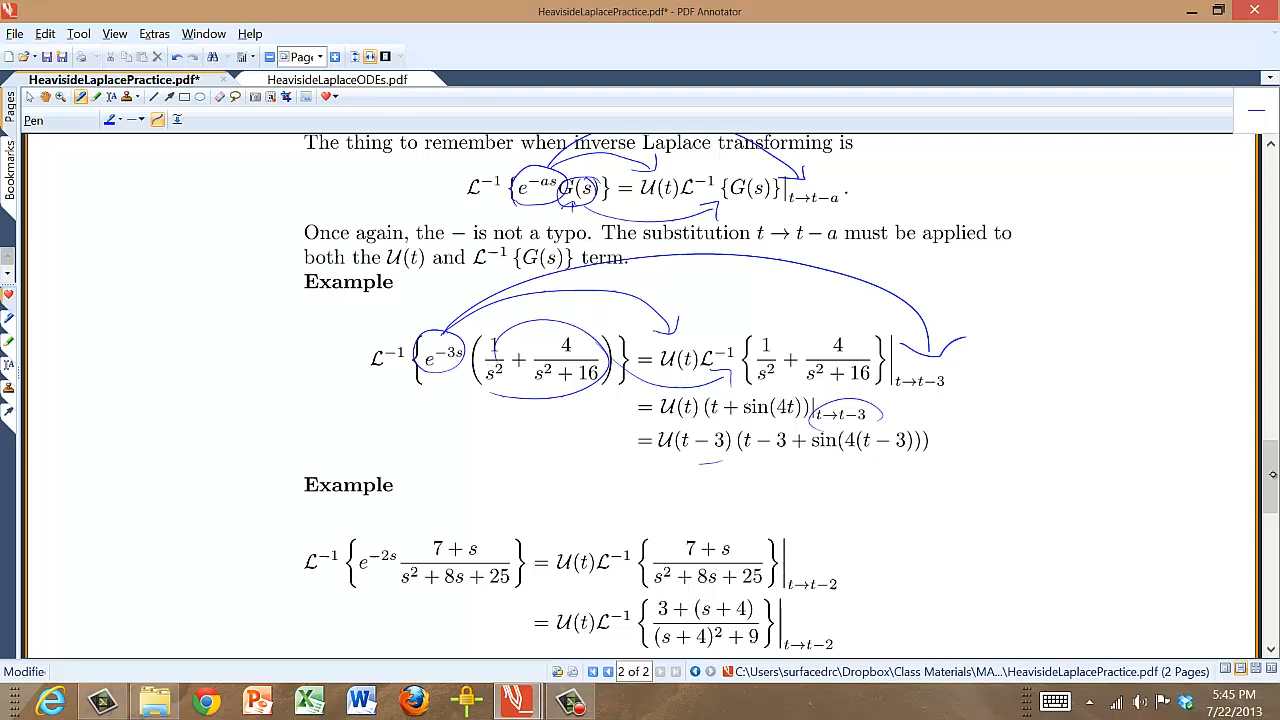 HeavisideLaplacePractice.pdf* - PDF Annotator
File Edit Tool View Extras Window Help
Page
HeavisideLaplacePractice.pdf* HeavisideLaplaceODEs.pdf
Pages
Bookmarks
Pen
The thing to remember when inverse Laplace transforming is
ℒ⁻¹ {e^{−as}G(s)} = 𝒰(t)ℒ⁻¹ {G(s)}|_{t→t−a} .
Once again, the − is not a typo. The substitution t → t − a must be applied to
both the 𝒰(t) and ℒ⁻¹ {G(s)} term.
Example
ℒ⁻¹ {e^{−3s} (1/s² + 4/(s² + 16))} = 𝒰(t)ℒ⁻¹ {1/s² + 4/(s² + 16)}|_{t→t−3}
= 𝒰(t) (t + sin(4t))|_{t→t−3}
= 𝒰(t − 3) (t − 3 + sin(4(t − 3)))
Example
ℒ⁻¹ {e^{−2s} (7 + s)/(s² + 8s + 25)} = 𝒰(t)ℒ⁻¹ {(7 + s)/(s² + 8s + 25)}|_{t→t−2}
= 𝒰(t)ℒ⁻¹ {(3 + (s + 4))/((s + 4)² + 9)}|_{t→t−2}
Modifie 2 of 2 C:\Users\surfacedrc\Dropbox\Class Materials\MA...\HeavisideLaplacePractice.pdf (2 Pages)
5:45 PM
7/22/2013